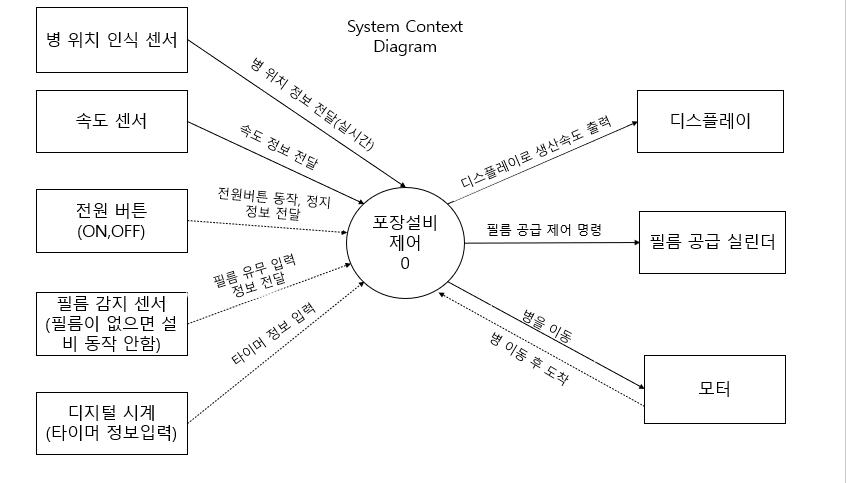 System Context
Diagram
병 위치 인식 센서
병 위치 정보 전달(실시간)
속도 센서
속도 정보 전달
전원 버튼
(ON,OFF)
전원버튼 동작, 정지
정보 전달
필름 감지 센서
(필름이 없으면 설
비 동작 안함)
필름 유무 입력
정보 전달
디지털 시계
(타이머 정보입력)
타이머 정보 입력
포장설비
제어
0
디스플레이로 생산속도 출력
디스플레이
필름 공급 제어 명령
필름 공급 실린더
병을 이동
병 이동 후 도착
모터